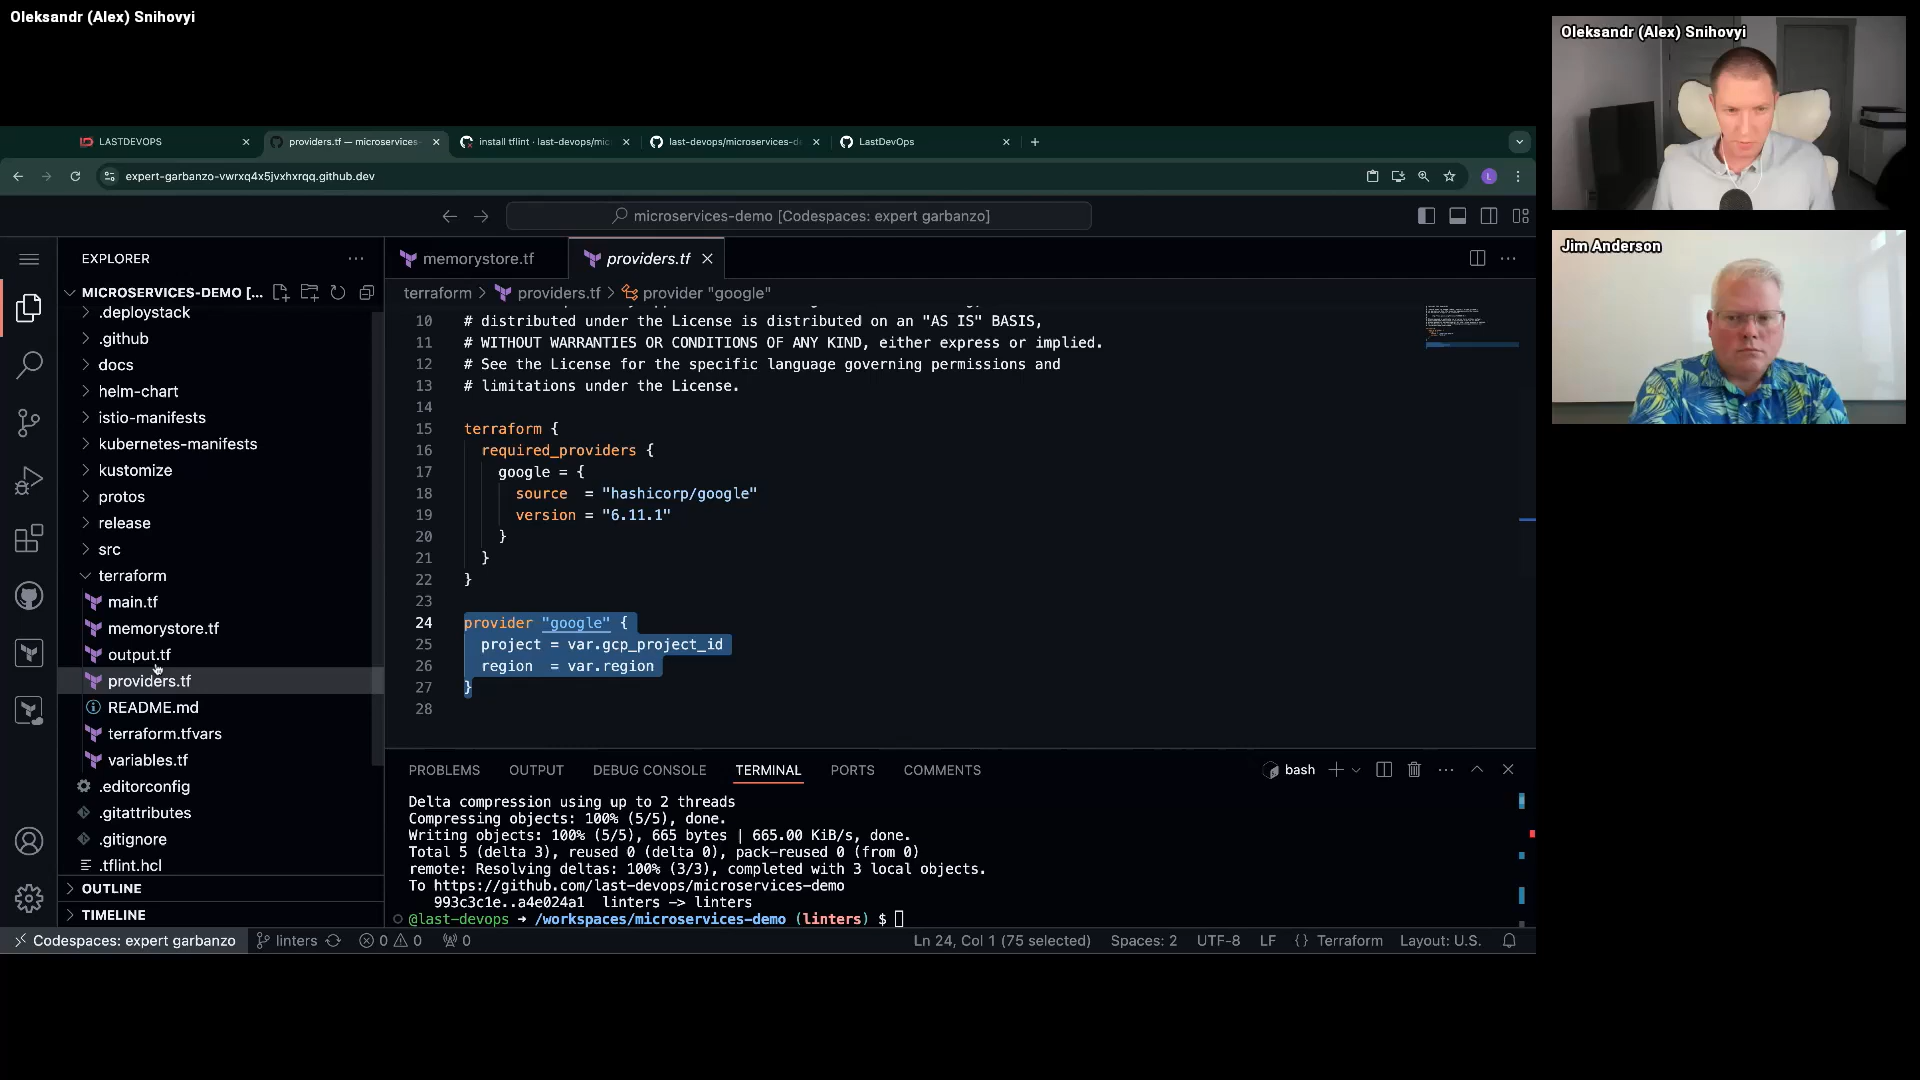 Oleksandr (Alex) Snihovyi
Oleksandr (Alex) Snihovyi
Jim Anderson
LASTDEVOPS
providers.tf — microservices-
install tflint · last-devops/mic
last-devops/microservices-d
LastDevOps
expert-garbanzo-vwrxq4x5jvxhxrqq.github.dev
L
microservices-demo [Codespaces: expert garbanzo]
EXPLORER
MICROSERVICES-DEMO [...
.deploystack
.github
docs
helm-chart
istio-manifests
kubernetes-manifests
kustomize
protos
release
src
terraform
main.tf
memorystore.tf
output.tf
providers.tf
README.md
terraform.tfvars
variables.tf
.editorconfig
.gitattributes
.gitignore
.tflint.hcl
OUTLINE
TIMELINE
memorystore.tf
providers.tf
terraform > providers.tf > provider "google"
10 # distributed under the License is distributed on an "AS IS" BASIS,
11 # WITHOUT WARRANTIES OR CONDITIONS OF ANY KIND, either express or implied.
12 # See the License for the specific language governing permissions and
13 # limitations under the License.
14
15 terraform {
16 required_providers {
17 google = {
18 source = "hashicorp/google"
19 version = "6.11.1"
20 }
21 }
22 }
23
24 provider "google" {
25 project = var.gcp_project_id
26 region = var.region
27 }
28
PROBLEMS OUTPUT DEBUG CONSOLE TERMINAL PORTS COMMENTS
bash
Delta compression using up to 2 threads
Compressing objects: 100% (5/5), done.
Writing objects: 100% (5/5), 665 bytes | 665.00 KiB/s, done.
Total 5 (delta 3), reused 0 (delta 0), pack-reused 0 (from 0)
remote: Resolving deltas: 100% (3/3), completed with 3 local objects.
To https://github.com/last-devops/microservices-demo
993c3c1e..a4e024a1 linters -> linters
@last-devops ➜ /workspaces/microservices-demo (linters) $
Codespaces: expert garbanzo linters 0 0 0
Ln 24, Col 1 (75 selected) Spaces: 2 UTF-8 LF {} Terraform Layout: U.S.